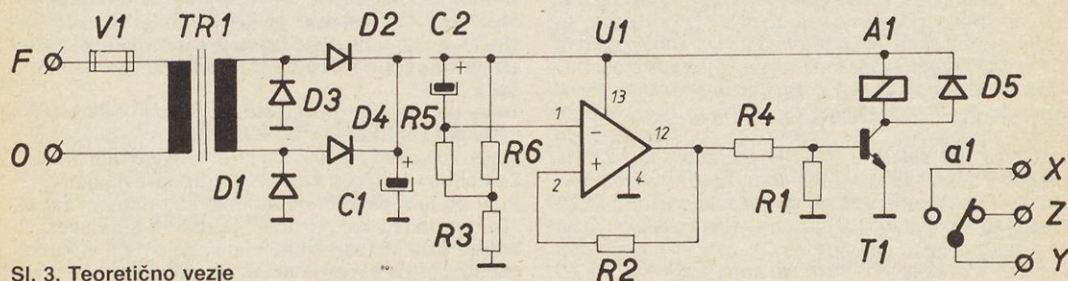 V1 TR1 D2 C2 U1 A1
F + 13 D5
D3 D4 R5 1 − 12 R4
R6 + a1
O 2 4 X
D1 + R1 Z
C1 R3 T1 Y
R2
Sl. 3. Teoretično vezje